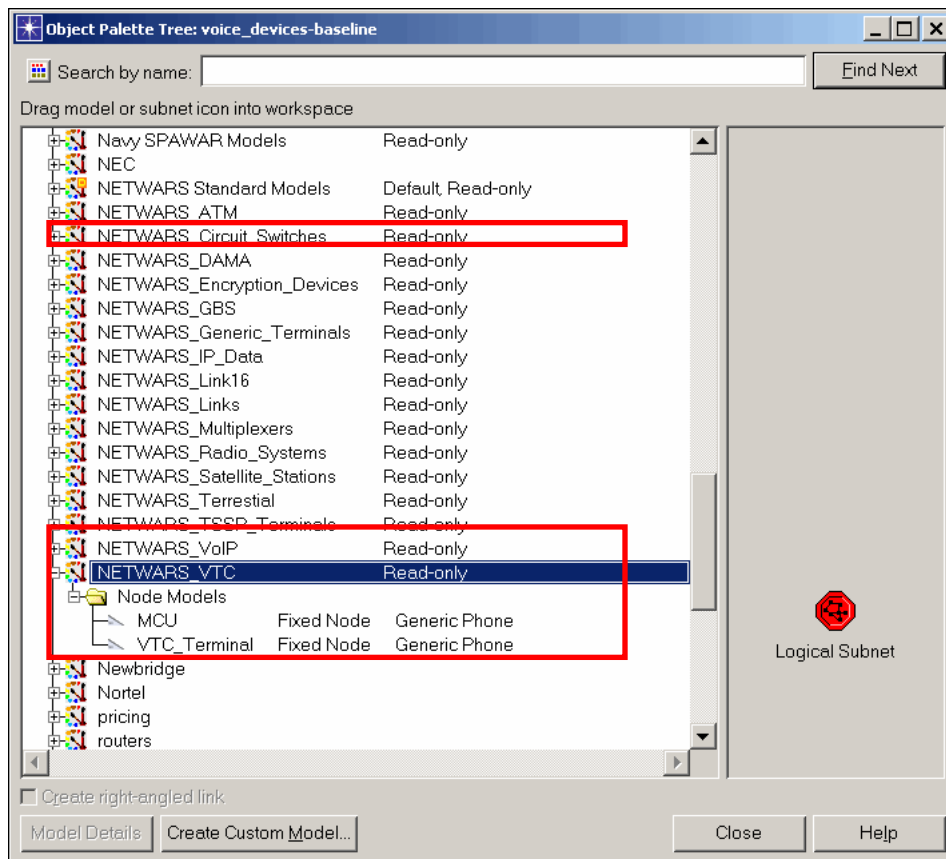 Object Palette Tree: voice_devices-baseline
Search by name: Find Next
Drag model or subnet icon into workspace
Navy SPAWAR Models Read-only
NEC
NETWARS Standard Models Default, Read-only
NETWARS_ATM Read-only
NETWARS_Circuit_Switches Read-only
NETWARS_DAMA Read-only
NETWARS_Encryption_Devices Read-only
NETWARS_GBS Read-only
NETWARS_Generic_Terminals Read-only
NETWARS_IP_Data Read-only
NETWARS_Link16 Read-only
NETWARS_Links Read-only
NETWARS_Multiplexers Read-only
NETWARS_Radio_Systems Read-only
NETWARS_Satellite_Stations Read-only
NETWARS_Terrestial Read-only
NETWARS_TSSP_Terminals Read-only
NETWARS_VoIP Read-only
NETWARS_VTC Read-only
Node Models
MCU Fixed Node Generic Phone
VTC_Terminal Fixed Node Generic Phone
Logical Subnet
Newbridge
Nortel
pricing
routers
Create right-angled link
Model Details Create Custom Model... Close Help